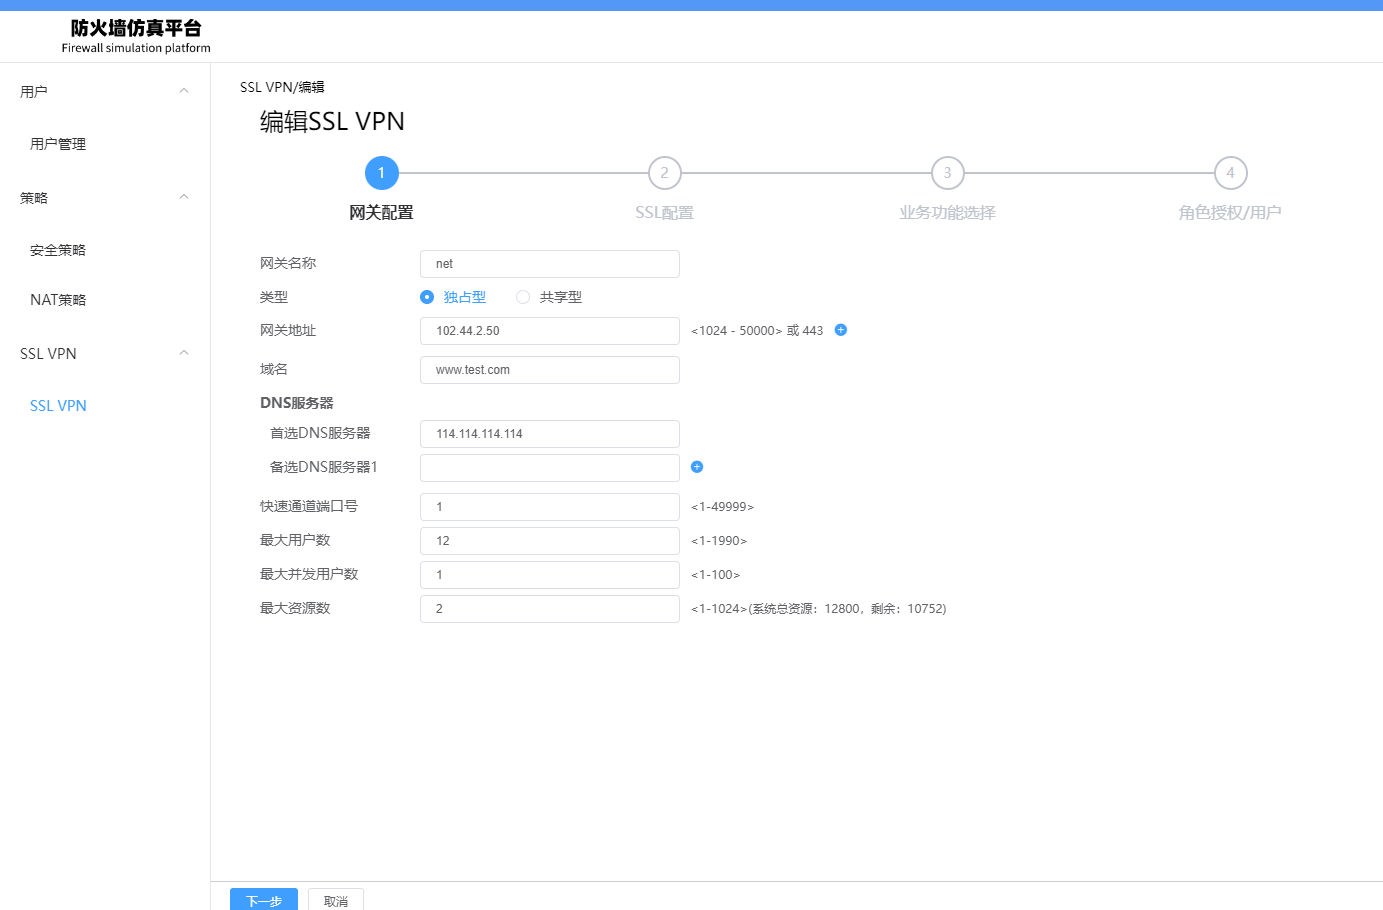 防火墙仿真平台
Firewall simulation platform
用户
用户管理
策略
安全策略
NAT策略
SSL VPN
SSL VPN
SSL VPN/编辑
编辑SSL VPN
1 2 3 4
网关配置 SSL配置 业务功能选择 角色授权/用户
网关名称 net
类型 独占型 共享型
网关地址 102.44.2.50 <1024 - 50000> 或 443
域名 www.test.com
DNS服务器
首选DNS服务器 114.114.114.114
备选DNS服务器1
快速通道端口号 1 <1-49999>
最大用户数 12 <1-1990>
最大并发用户数 1 <1-100>
最大资源数 2 <1-1024>(系统总资源：12800，剩余：10752)
下一步 取消